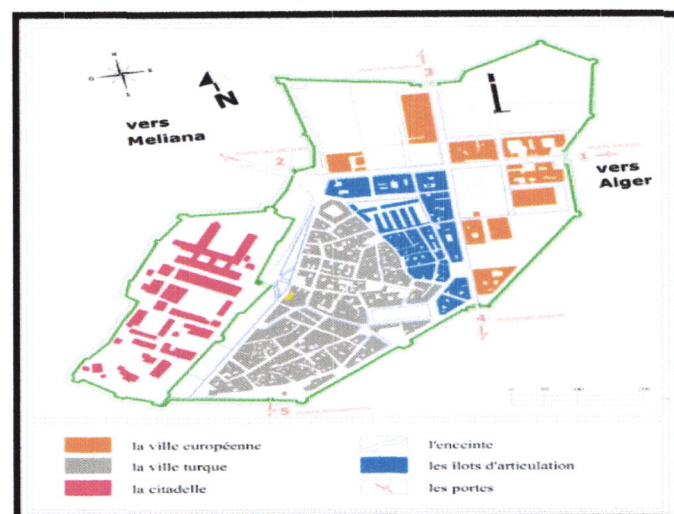 N
O E
S
N
vers
Meliana
3
2
1
vers
Alger
4
5
la ville européenne
la ville turque
la citadelle
l'enceinte
les îlots d'articulation
les portes